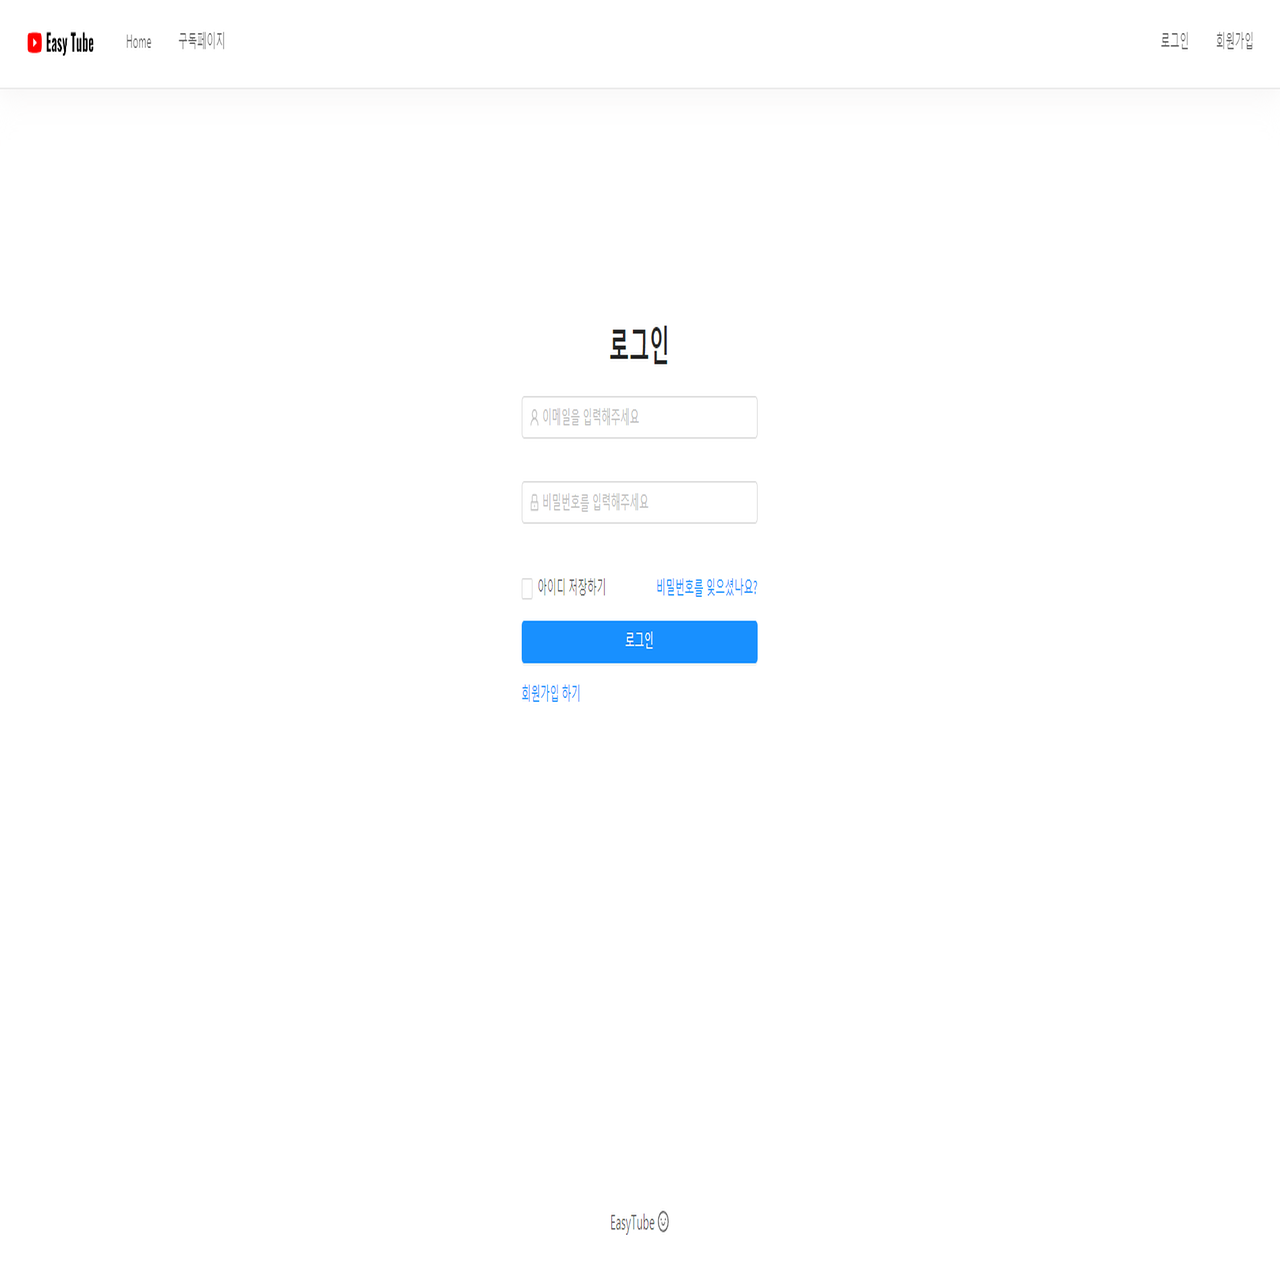 Easy Tube Home 구독페이지 로그인 회원가입
로그인
이메일을 입력해주세요
비밀번호를 입력해주세요
아이디 저장하기 비밀번호를 잊으셨나요?
로그인
회원가입 하기
EasyTube